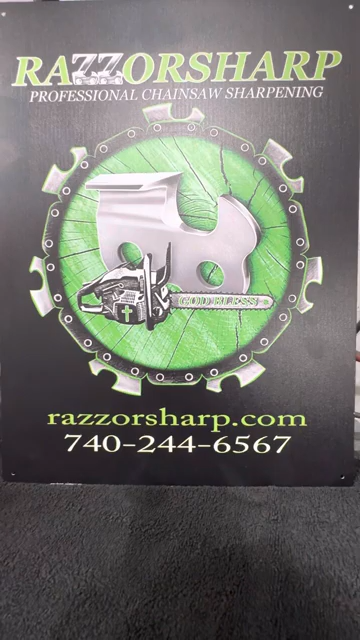 RAZZORSHARP
PROFESSIONAL CHAINSAW SHARPENING
GOD BLESS
razzorsharp.com
740-244-6567